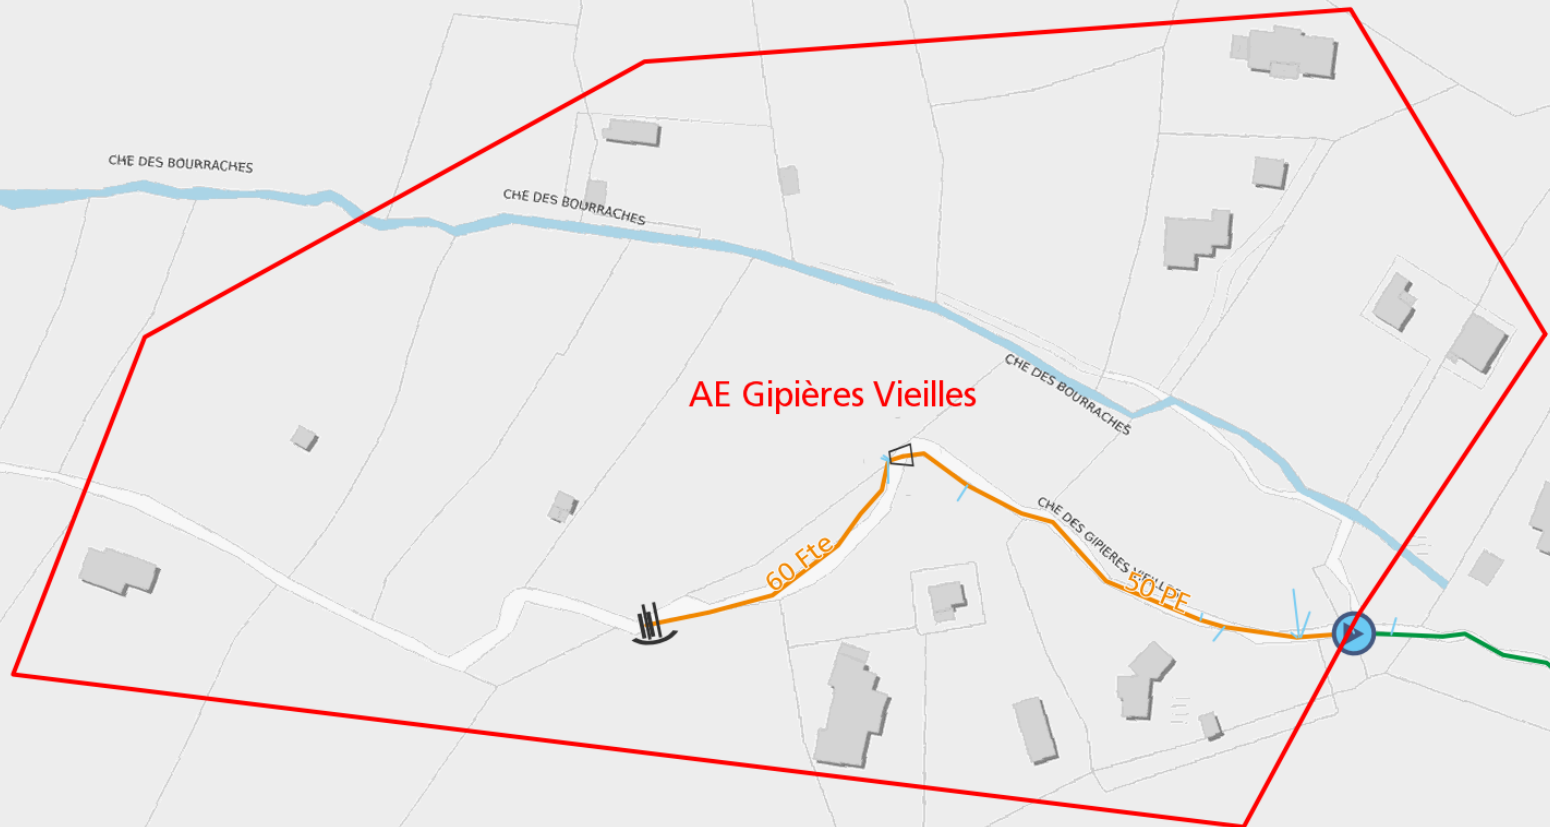 CHE DES BOURRACHES
CHE DES BOURRACHES
CHE DES BOURRACHES
AE Gipières Vieilles
CHE DES GIPIERES VIEILLES
60 Fte
50 PE